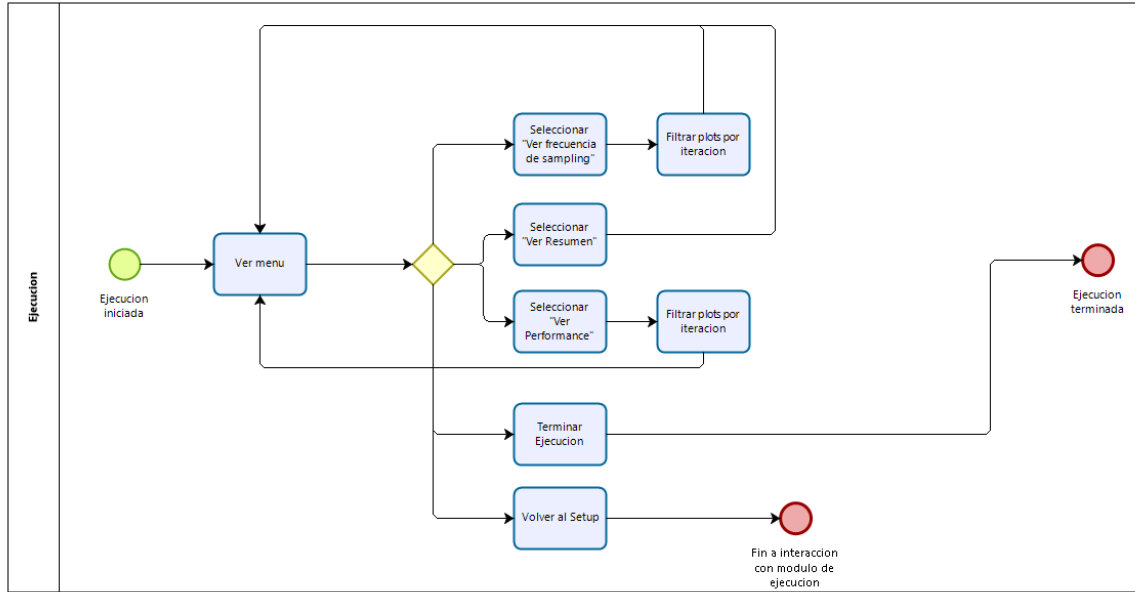 Ejecucion
Ejecucion
iniciada
Ver menu
Seleccionar
"Ver frecuencia
de sampling"
Filtrar plots por
iteracion
Seleccionar
"Ver Resumen"
Seleccionar
"Ver
Performance"
Filtrar plots por
iteracion
Terminar
Ejecucion
Volver al Setup
Ejecucion
terminada
Fin a interaccion
con modulo de
ejecucion